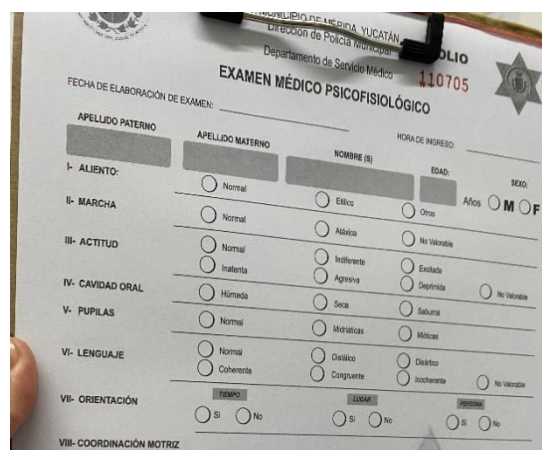 MUNICIPIO DE MÉRIDA, YUCATÁN
Dirección de Policía Municipal
Departamento de Servicio Médico
FOLIO
110705
EXAMEN MÉDICO PSICOFISIOLÓGICO
FECHA DE ELABORACIÓN DE EXAMEN:
HORA DE INGRESO:
APELLIDO PATERNO APELLIDO MATERNO NOMBRE (S) EDAD: SEXO:
Años M F
I- ALIENTO: Normal Etílico Otros
II- MARCHA Normal Atáxica No Valorable
III- ACTITUD Normal Indiferente Excitada
Inatenta Agresiva Deprimida No Valorable
IV- CAVIDAD ORAL Húmeda Seca Saburral
V- PUPILAS Normal Midriáticas Mióticas
VI- LENGUAJE Normal Dislálico Disártico
Coherente Congruente Incoherente No Valorable
VII- ORIENTACIÓN TIEMPO LUGAR PERSONA
Si No Si No Si No
VIII- COORDINACIÓN MOTRIZ